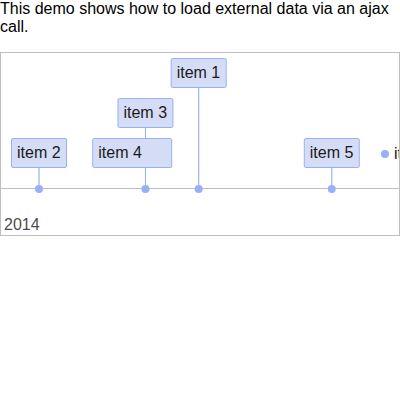 This demo shows how to load external data via an ajax
call.
item 1
item 3
item 2
item 4
item 5
2014